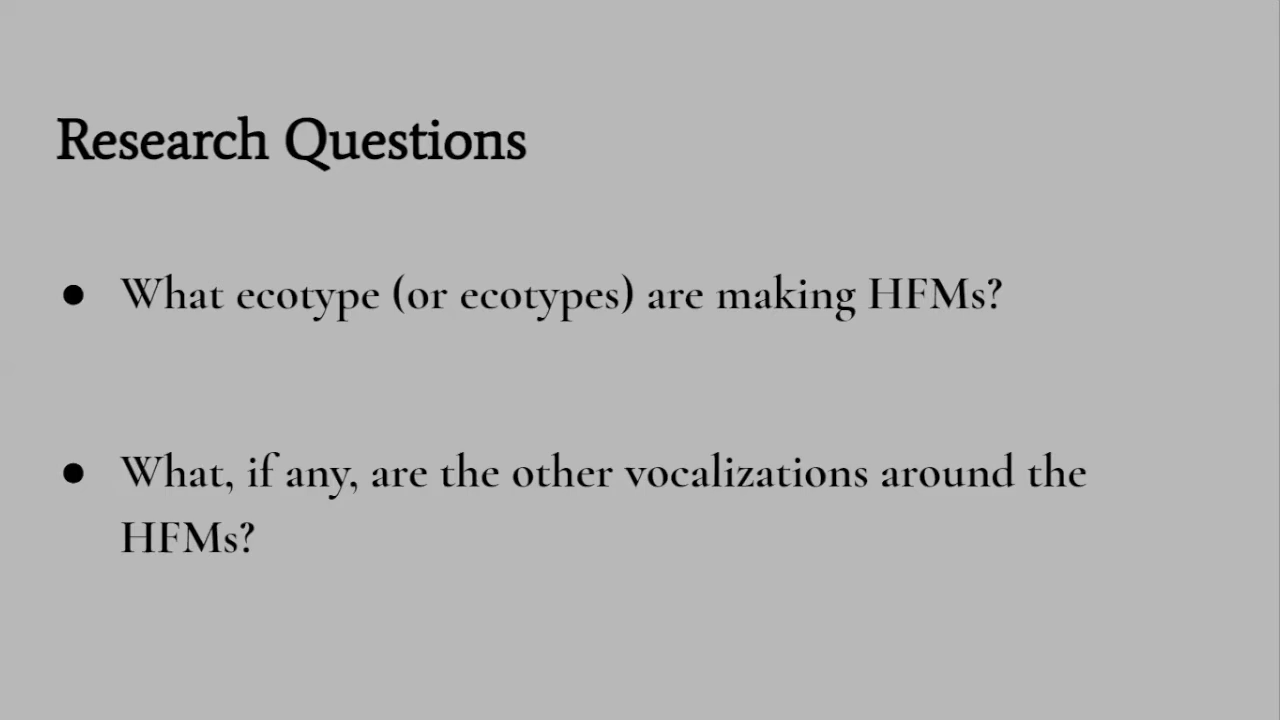 Research Questions
● What ecotype (or ecotypes) are making HFMs?
● What, if any, are the other vocalizations around the
HFMs?